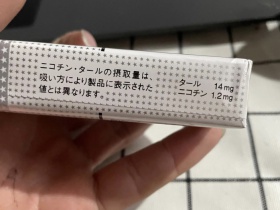 ニコチン・タールの摂取量は、
吸い方により製品に表示された
値とは異なります。
タール 14mg
ニコチン 1.2mg